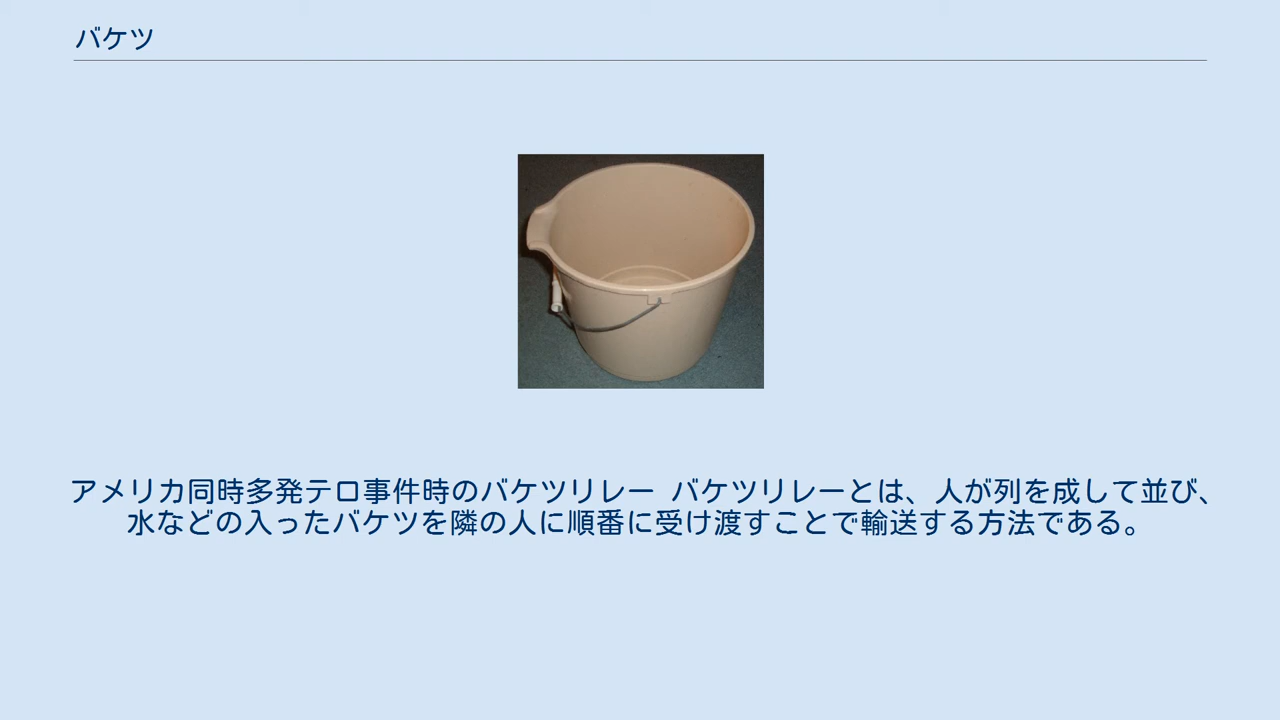 バケツ
アメリカ同時多発テロ事件時のバケツリレー バケツリレーとは、人が列を成して並び、
水などの入ったバケツを隣の人に順番に受け渡すことで輸送する方法である。